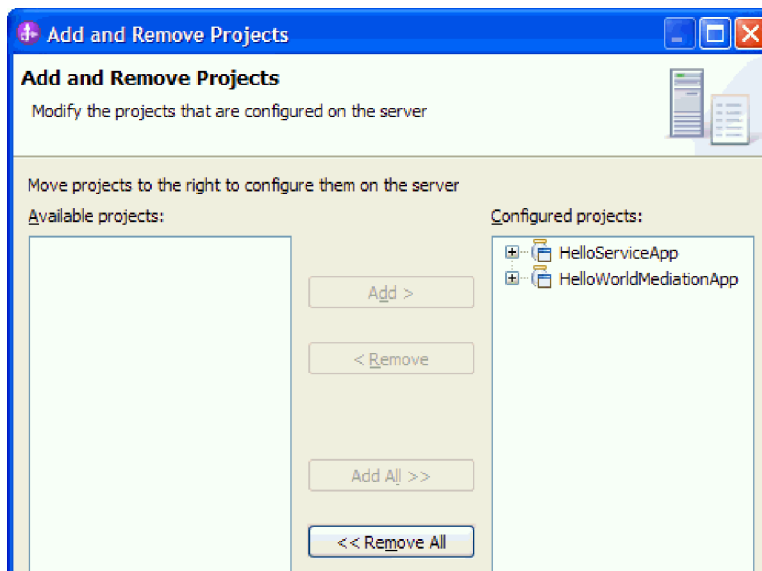 Add and Remove Projects
Add and Remove Projects
Modify the projects that are configured on the server
Move projects to the right to configure them on the server
Available projects:
Configured projects:
HelloServiceApp
HelloWorldMediationApp
Add >
< Remove
Add All >>
<< Remove All